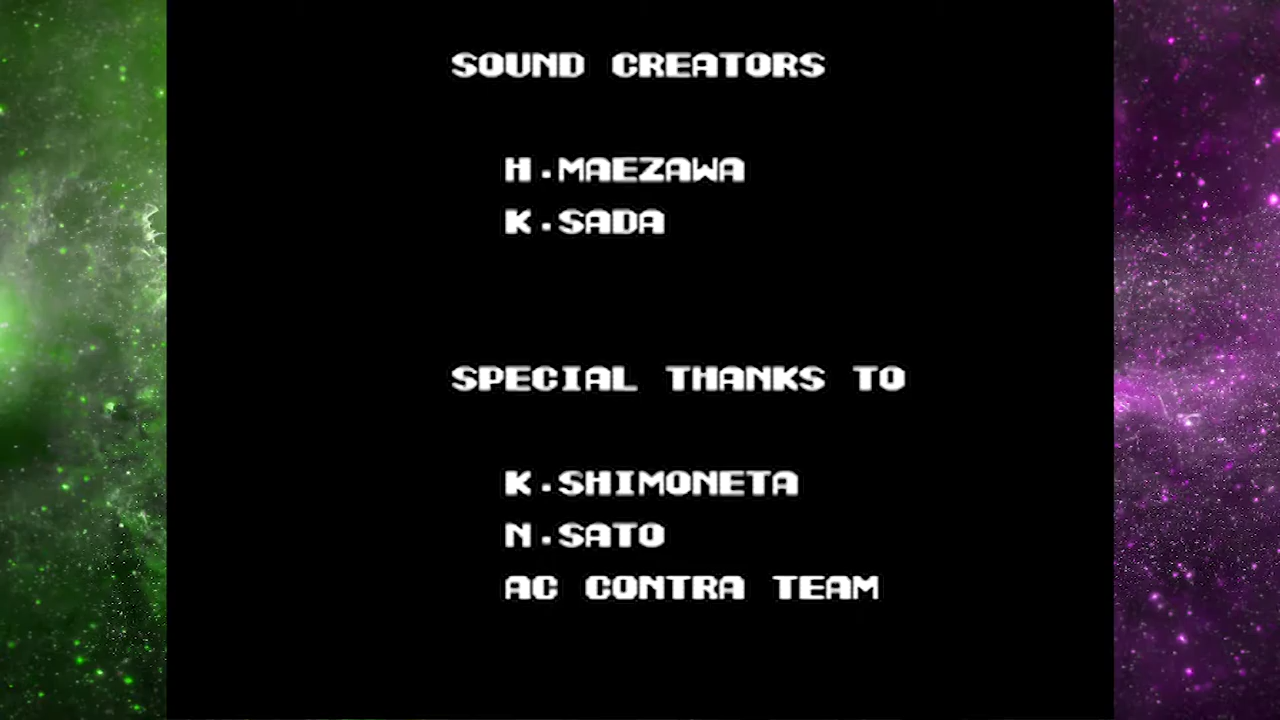 SOUND CREATORS
H.MAEZAWA
K.SADA
SPECIAL THANKS TO
K.SHIMONETA
N.SATO
AC CONTRA TEAM